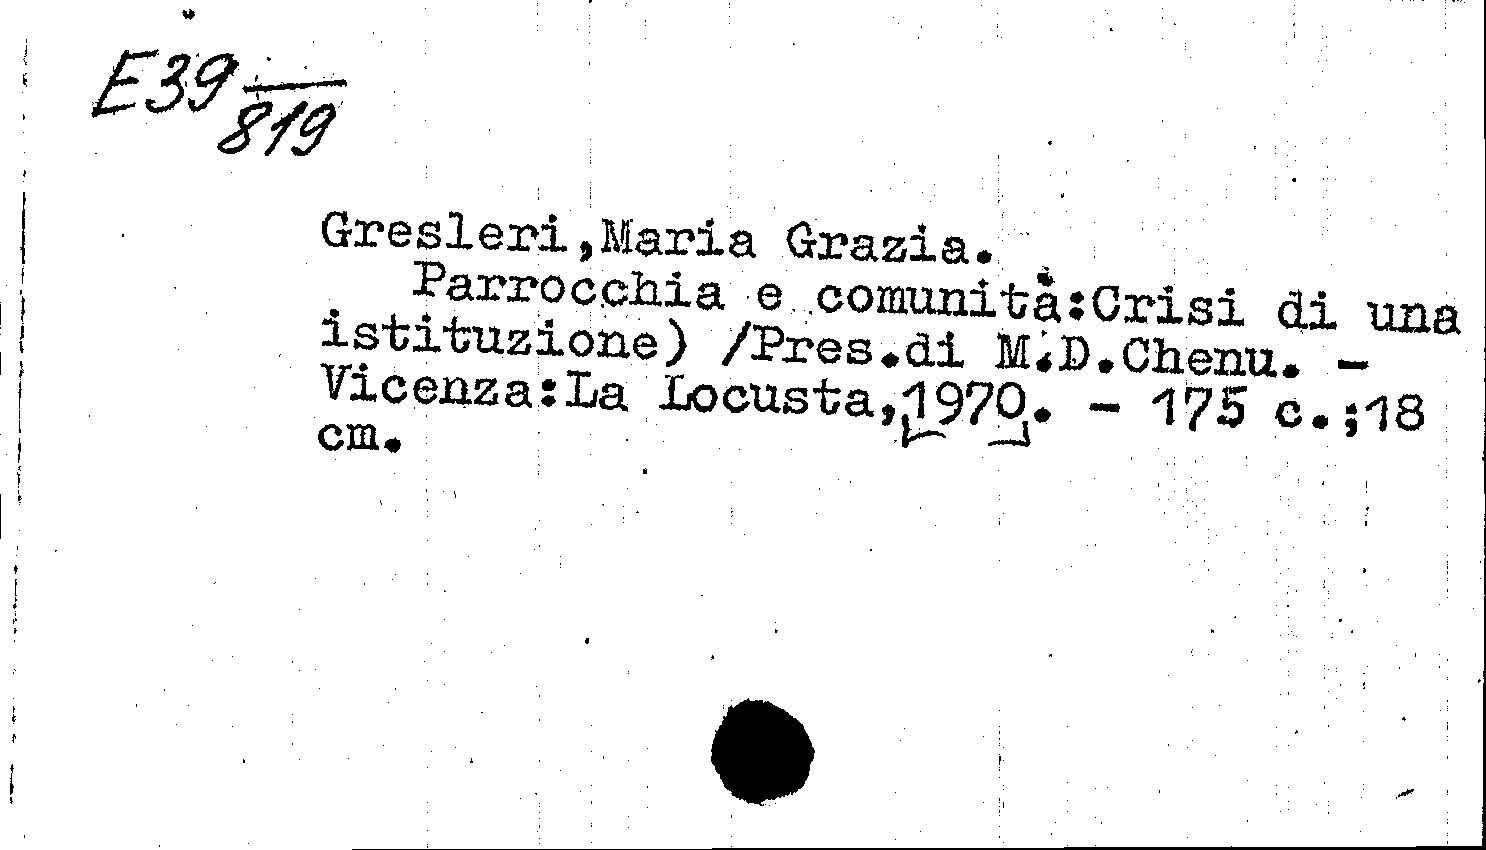 E39
819
Gresleri,Maria Grazia.
Parrocchia e comunità:Crisi di una
istituzione) /Pres.di M.D.Chenu. –
Vicenza:La Locusta,1970. – 175 c.;18
cm.